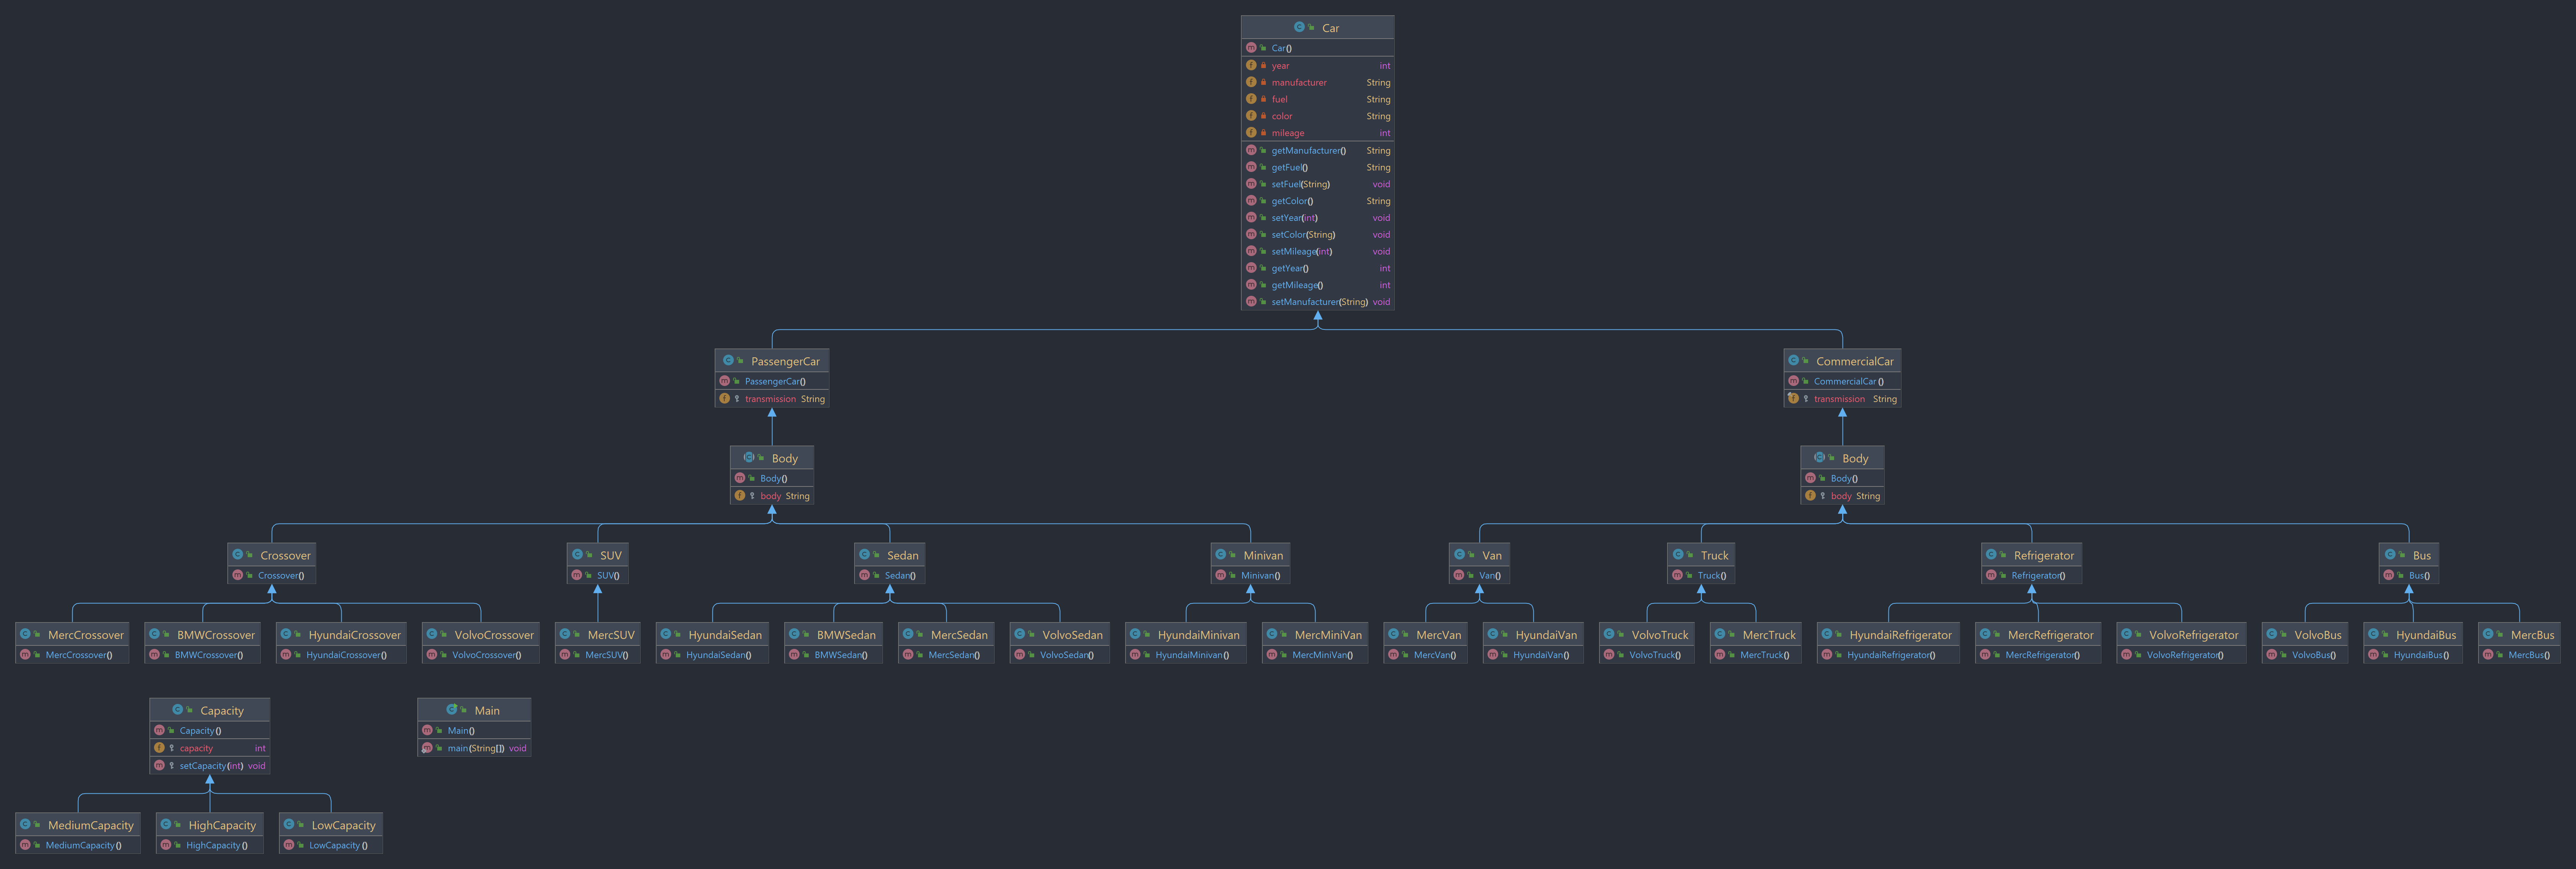 Car
Car()
year int
manufacturer String
fuel String
color String
mileage int
getManufacturer() String
getFuel() String
setFuel(String) void
getColor() String
setYear(int) void
setColor(String) void
setMileage(int) void
getYear() int
getMileage() int
setManufacturer(String) void
PassengerCar
PassengerCar()
transmission String
CommercialCar
CommercialCar()
transmission String
Body
Body()
body String
Body
Body()
body String
Crossover
Crossover()
SUV
SUV()
Sedan
Sedan()
Minivan
Minivan()
Van
Van()
Truck
Truck()
Refrigerator
Refrigerator()
Bus
Bus()
MercCrossover
MercCrossover()
BMWCrossover
BMWCrossover()
HyundaiCrossover
HyundaiCrossover()
VolvoCrossover
VolvoCrossover()
MercSUV
MercSUV()
HyundaiSedan
HyundaiSedan()
BMWSedan
BMWSedan()
MercSedan
MercSedan()
VolvoSedan
VolvoSedan()
HyundaiMinivan
HyundaiMinivan()
MercMiniVan
MercMiniVan()
MercVan
MercVan()
HyundaiVan
HyundaiVan()
VolvoTruck
VolvoTruck()
MercTruck
MercTruck()
HyundaiRefrigerator
HyundaiRefrigerator()
MercRefrigerator
MercRefrigerator()
VolvoRefrigerator
VolvoRefrigerator()
VolvoBus
VolvoBus()
HyundaiBus
HyundaiBus()
MercBus
MercBus()
Capacity
Capacity()
capacity int
setCapacity(int) void
Main
Main()
main(String[]) void
MediumCapacity
MediumCapacity()
HighCapacity
HighCapacity()
LowCapacity
LowCapacity()